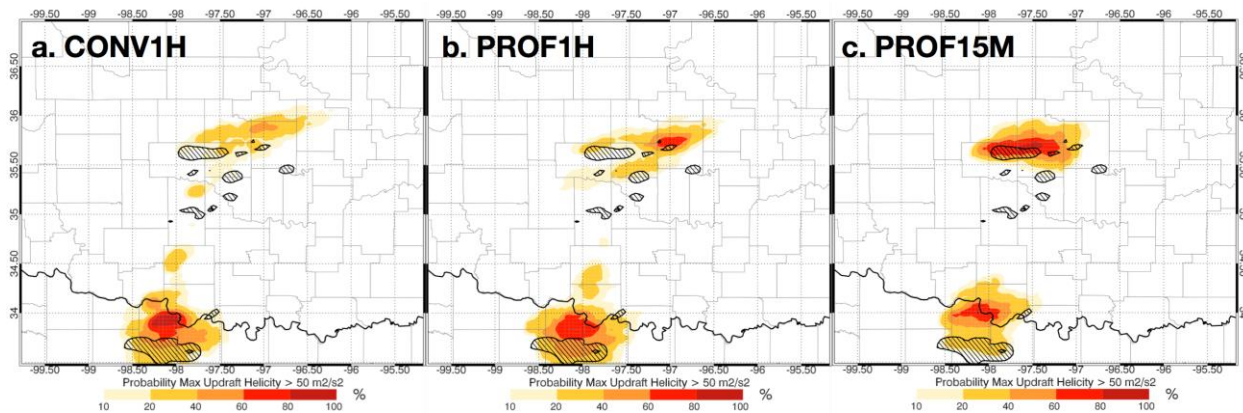 -99.50 -99 -98.50 -98 -97.50 -97 -96.50 -96 -95.50 -99.50 -99 -98.50 -98 -97.50 -97 -96.50 -96 -95.50 -99.50 -99 -98.50 -98 -97.50 -97 -96.50 -96 -95.50
a. CONV1H b. PROF1H c. PROF15M
36.50
36
35.50
35
34.50
34
-99.50 -99 -98.50 -98 -97.50 -97 -96.50 -96 -95.50 -99.50 -99 -98.50 -98 -97.50 -97 -96.50 -96 -95.50 -99.50 -99 -98.50 -98 -97.50 -97 -96.50 -96 -95.50
Probability Max Updraft Helicity > 50 m2/s2 Probability Max Updraft Helicity > 50 m2/s2 Probability Max Updraft Helicity > 50 m2/s2
% % %
10 20 40 60 80 100 10 20 40 60 80 100 10 20 40 60 80 100